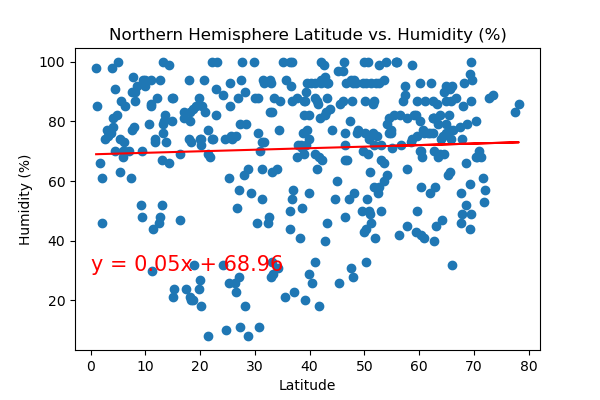 Northern Hemisphere Latitude vs. Humidity (%)
Humidity (%)
100
80
60
40
20
y = 0.05x + 68.96
0 10 20 30 40 50 60 70 80
Latitude